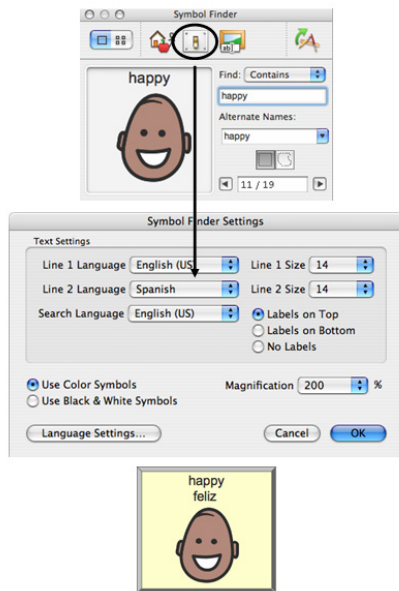 Symbol Finder
happy
Find: Contains
happy
Alternate Names:
happy
11 / 19
Symbol Finder Settings
Text Settings
Line 1 Language English (US) Line 1 Size 14
Line 2 Language Spanish Line 2 Size 14
Search Language English (US)
Labels on Top
Labels on Bottom
No Labels
Use Color Symbols
Use Black & White Symbols
Magnification 200 %
Language Settings... Cancel OK
happy
feliz